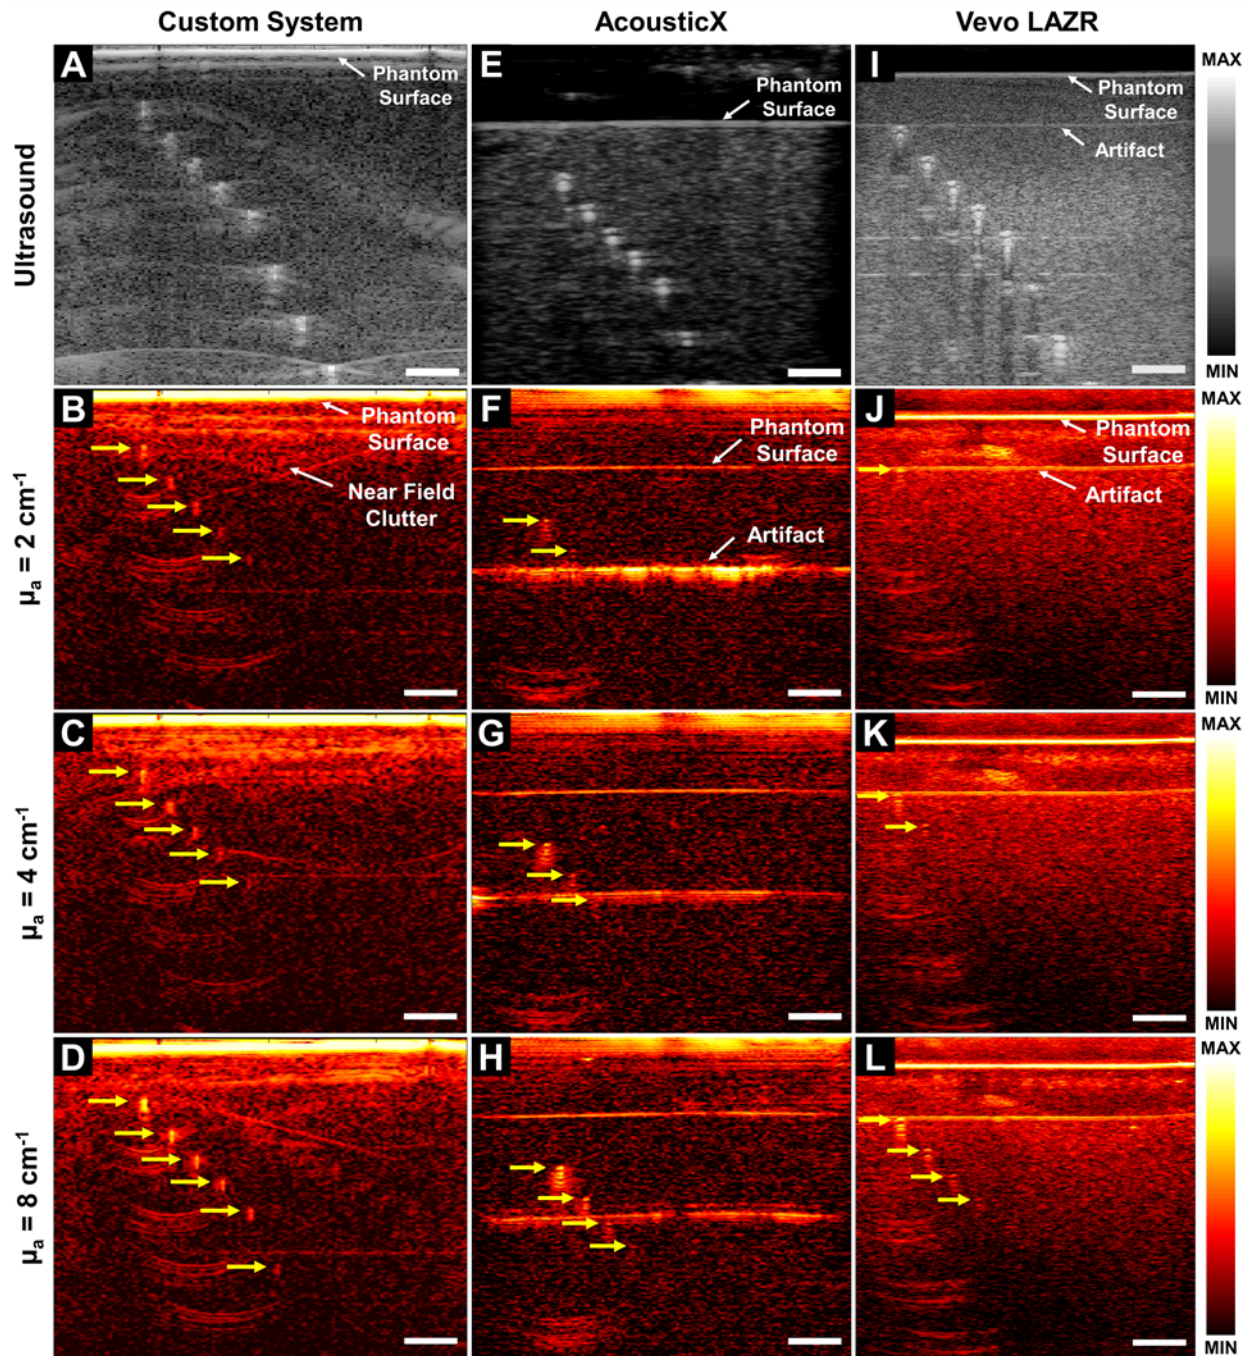 Custom System
AcousticX
Vevo LAZR
Ultrasound
A
Phantom
Surface
E
Phantom
Surface
I
Phantom
Surface
Artifact
MAX
MIN
μa = 2 cm-1
B
Phantom
Surface
Near Field
Clutter
F
Phantom
Surface
Artifact
J
Phantom
Surface
Artifact
MAX
MIN
μa = 4 cm-1
C
G
K
MAX
MIN
μa = 8 cm-1
D
H
L
MAX
MIN